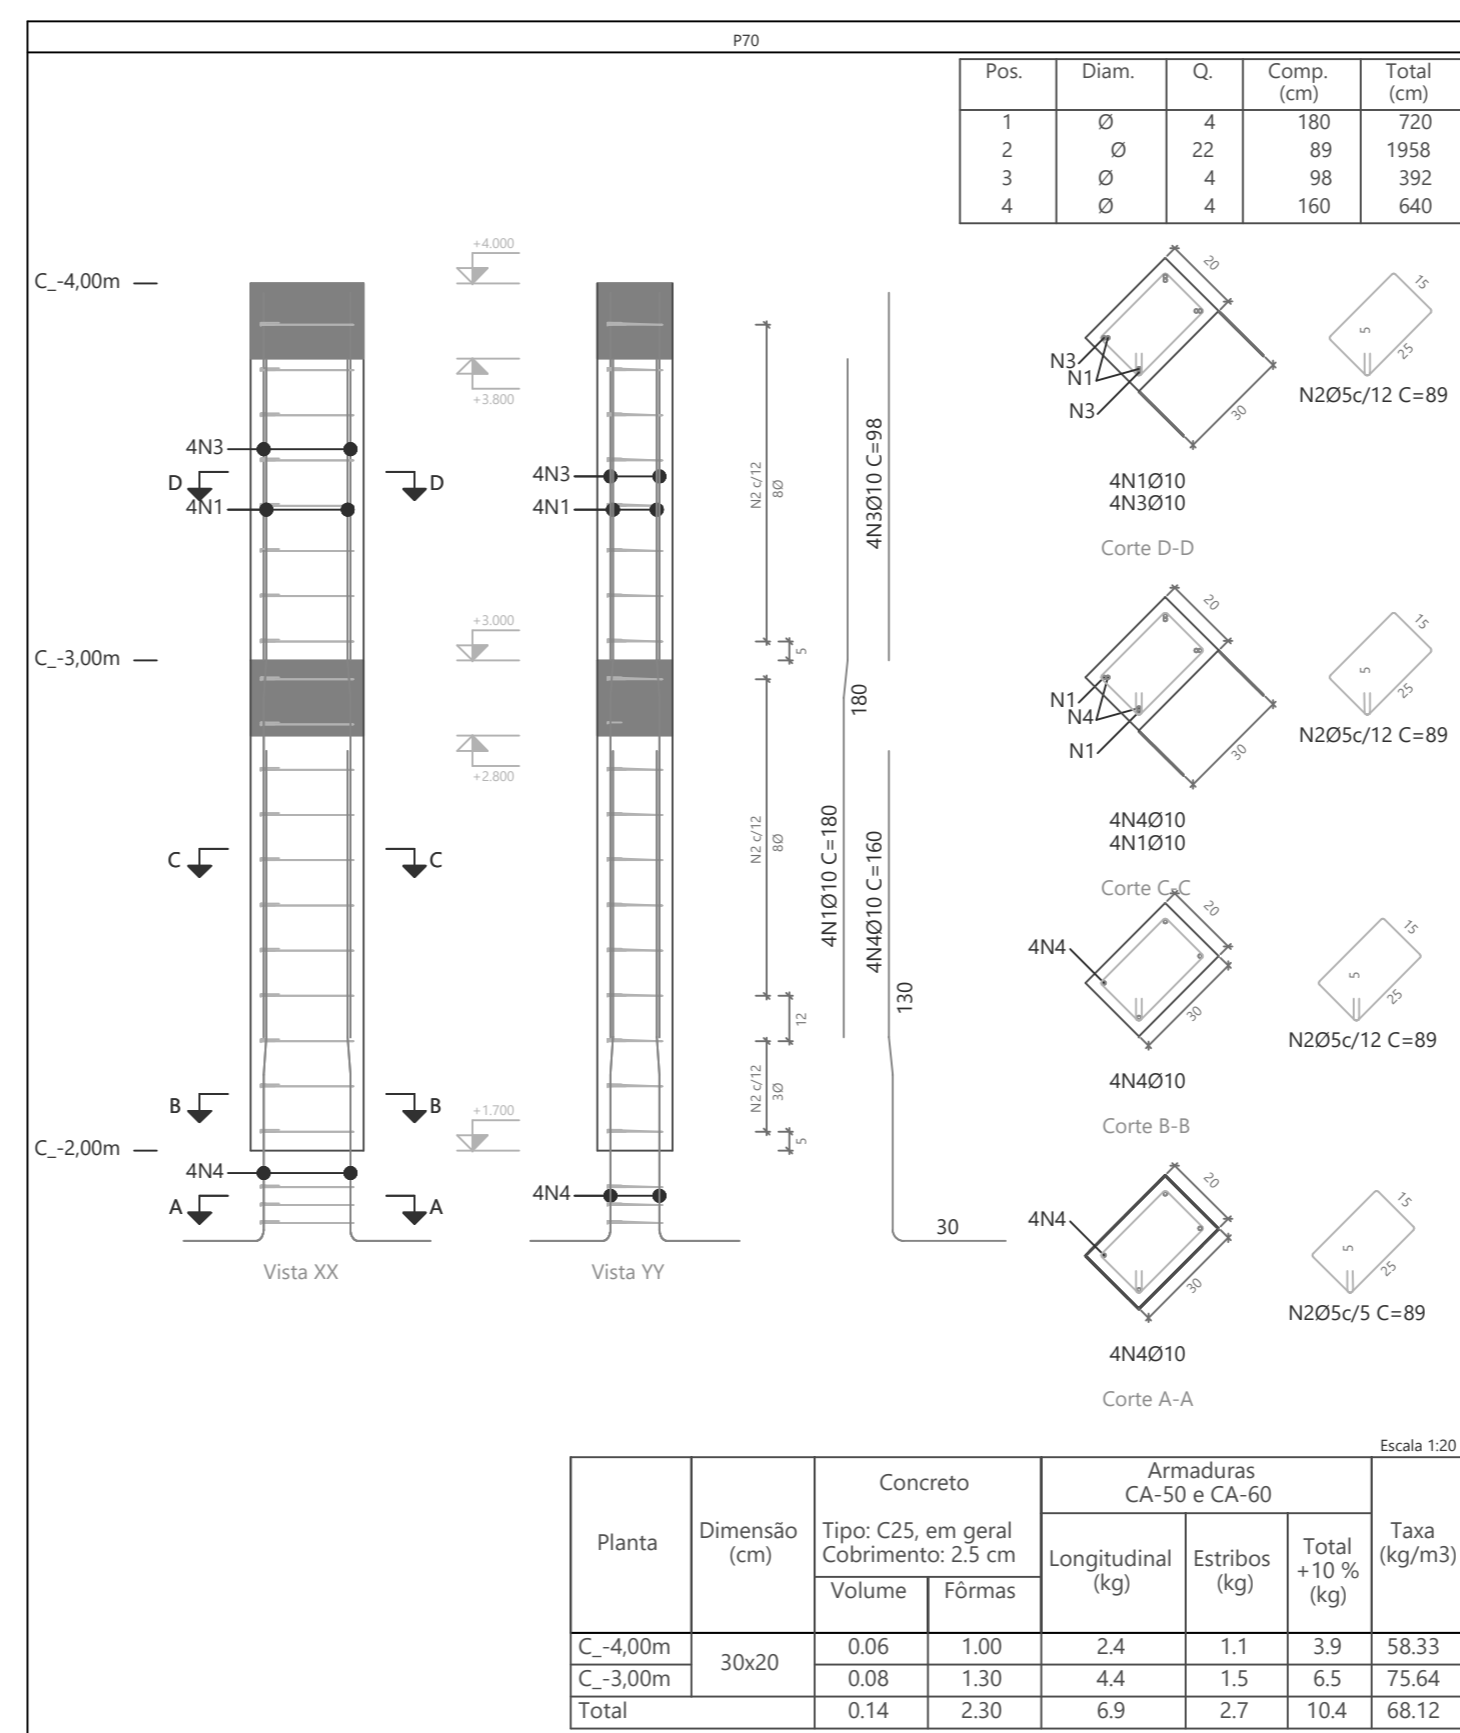 P70
Pos. Diam. Q. Comp. (cm) Total (cm)
1 Ø 4 180 720
2 Ø 22 89 1958
3 Ø 4 98 392
4 Ø 4 160 640
C_-4,00m
+4.000
+3.800
4N3
D D
4N1
4N3
4N1
N2 c/12
8Ø
4N3Ø10 C=98
+3.000
C_-3,00m
5
180
+2.800
C C
N2 c/12
8Ø
4N1Ø10 C=180
4N4Ø10 C=160
12
130
N2 c/12
3Ø
B B
+1.700
5
C_-2,00m
4N4
4N4
A A
30
Vista XX
Vista YY
20
30
N3
N1
N3
15
5
25
N2Ø5c/12 C=89
4N1Ø10
4N3Ø10
Corte D-D
20
30
N1
N4
N1
15
5
25
N2Ø5c/12 C=89
4N4Ø10
4N1Ø10
Corte C-C
20
30
4N4
15
5
25
N2Ø5c/12 C=89
4N4Ø10
Corte B-B
20
30
4N4
15
5
25
N2Ø5c/5 C=89
4N4Ø10
Corte A-A
Escala 1:20
Planta
Dimensão
(cm)
Concreto
Tipo: C25, em geral
Cobrimento: 2.5 cm
Volume Fôrmas
Armaduras
CA-50 e CA-60
Longitudinal
(kg)
Estribos
(kg)
Total
+10 %
(kg)
Taxa
(kg/m3)
C_-4,00m 30x20 0.06 1.00 2.4 1.1 3.9 58.33
C_-3,00m 0.08 1.30 4.4 1.5 6.5 75.64
Total 0.14 2.30 6.9 2.7 10.4 68.12